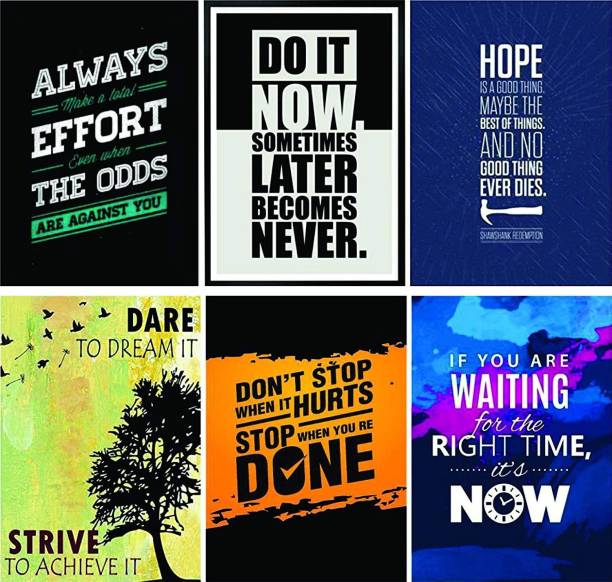 ALWAYS
Make a total
EFFORT
Even when
THE ODDS
ARE AGAINST YOU
DO IT
NOW.
SOMETIMES
LATER
BECOMES
NEVER.
HOPE
IS A GOOD THING.
MAYBE THE
BEST OF THINGS.
AND NO
GOOD THING
EVER DIES.
SHAWSHANK REDEMPTION
DARE
TO DREAM IT
STRIVE
TO ACHIEVE IT
DON'T STOP
WHEN IT HURTS
STOP WHEN YOU RE
DONE
IF YOU ARE
WAITING
for the
RIGHT TIME,
it's
NOW